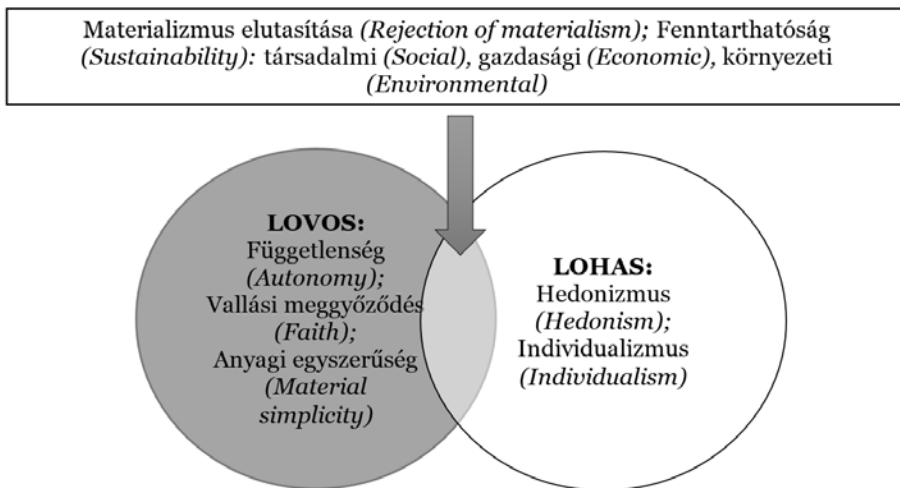 Materializmus elutasítása (Rejection of materialism); Fenntarthatóság
(Sustainability): társadalmi (Social), gazdasági (Economic), környezeti
(Environmental)
LOVOS:
Függetlenség
(Autonomy);
Vallási meggyőződés
(Faith);
Anyagi egyszerűség
(Material
simplicity)
LOHAS:
Hedonizmus
(Hedonism);
Individualizmus
(Individualism)